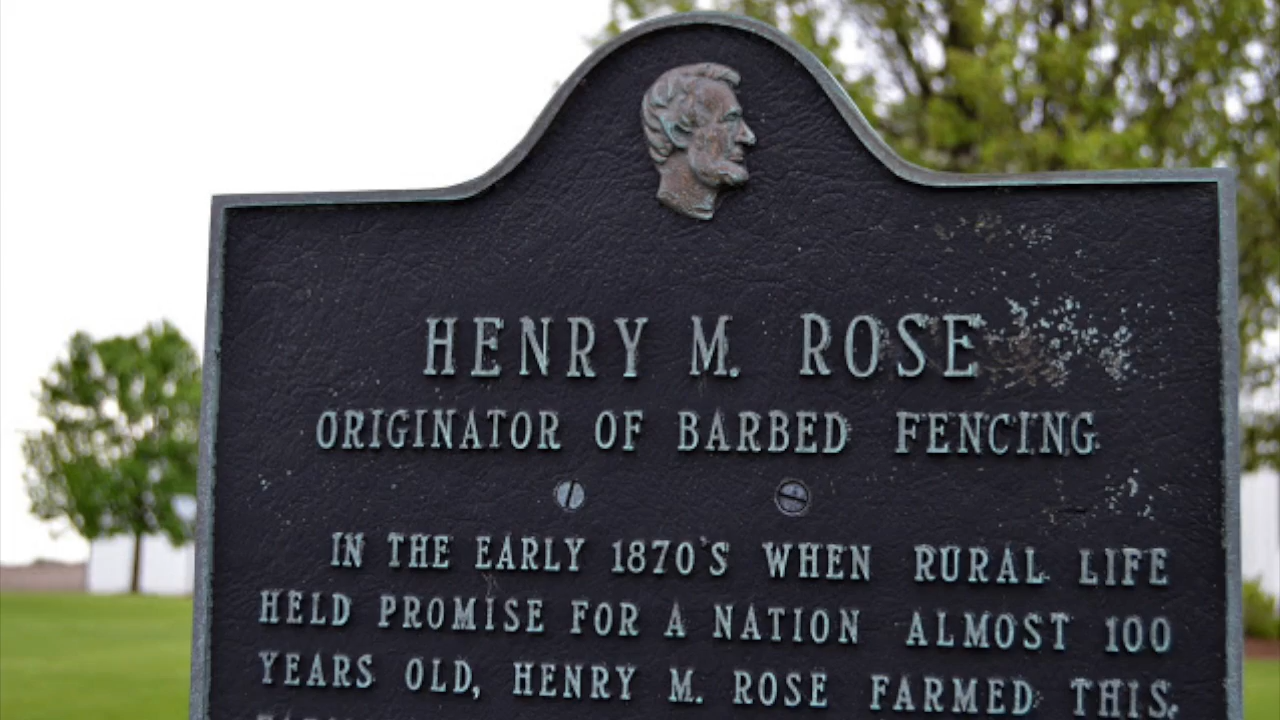 HENRY M. ROSE
ORIGINATOR OF BARBED FENCING
IN THE EARLY 1870'S WHEN RURAL LIFE
HELD PROMISE FOR A NATION ALMOST 100
YEARS OLD, HENRY M. ROSE FARMED THIS